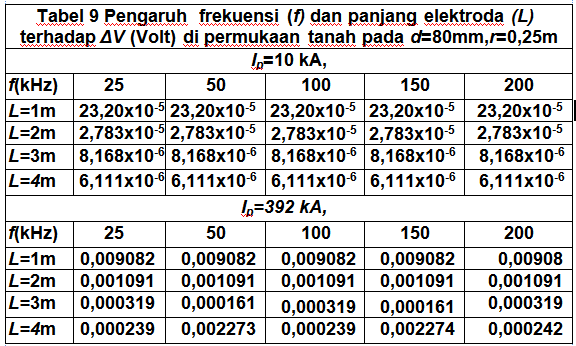 Tabel 9 Pengaruh frekuensi (f) dan panjang elektroda (L)
terhadap ΔV (Volt) di permukaan tanah pada d=80mm,r=0,25m
Ip=10 kA,
f(kHz) 25 50 100 150 200
L=1m 23,20x10⁻⁵ 23,20x10⁻⁵ 23,20x10⁻⁵ 23,20x10⁻⁵ 23,20x10⁻⁵
L=2m 2,783x10⁻⁵ 2,783x10⁻⁵ 2,783x10⁻⁵ 2,783x10⁻⁵ 2,783x10⁻⁵
L=3m 8,168x10⁻⁶ 8,168x10⁻⁶ 8,168x10⁻⁶ 8,168x10⁻⁶ 8,168x10⁻⁶
L=4m 6,111x10⁻⁶ 6,111x10⁻⁶ 6,111x10⁻⁶ 6,111x10⁻⁶ 6,111x10⁻⁶
Ip=392 kA,
f(kHz) 25 50 100 150 200
L=1m 0,009082 0,009082 0,009082 0,009082 0,00908
L=2m 0,001091 0,001091 0,001091 0,001091 0,001091
L=3m 0,000319 0,000161 0,000319 0,000161 0,000319
L=4m 0,000239 0,002273 0,000239 0,002274 0,000242